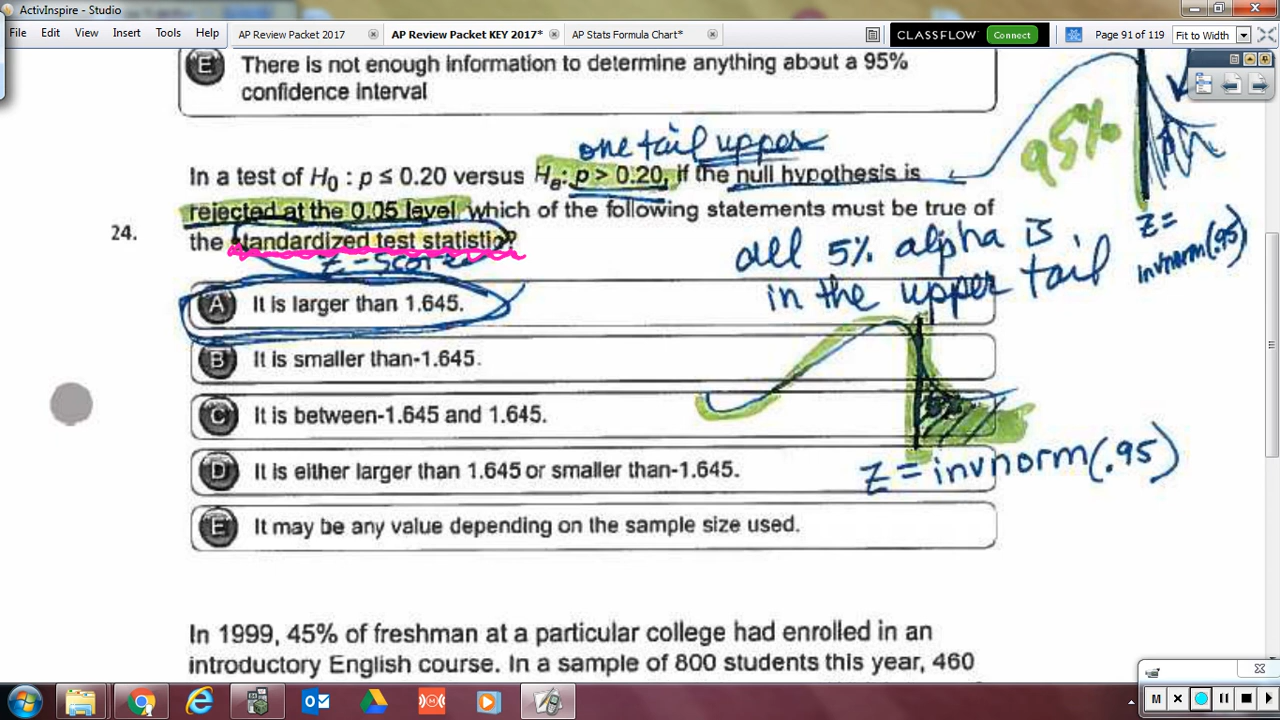 ActivInspire - Studio
File Edit View Insert Tools Help
AP Review Packet 2017
AP Review Packet KEY 2017*
AP Stats Formula Chart*
CLASSFLOW Connect
Page 91 of 119
Fit to Width
E There is not enough information to determine anything about a 95%
confidence interval
95%
one tail upper
In a test of H0 : p ≤ 0.20 versus Ha: p > 0.20, if the null hypothesis is
rejected at the 0.05 level, which of the following statements must be true of
24. the standardized test statistic?
z - score
all 5% alpha is
in the upper tail
z =
invnorm(.95)
A It is larger than 1.645.
B It is smaller than-1.645.
C It is between-1.645 and 1.645.
D It is either larger than 1.645 or smaller than-1.645.
z = invnorm(.95)
E It may be any value depending on the sample size used.
In 1999, 45% of freshman at a particular college had enrolled in an
introductory English course. In a sample of 800 students this year, 460
M